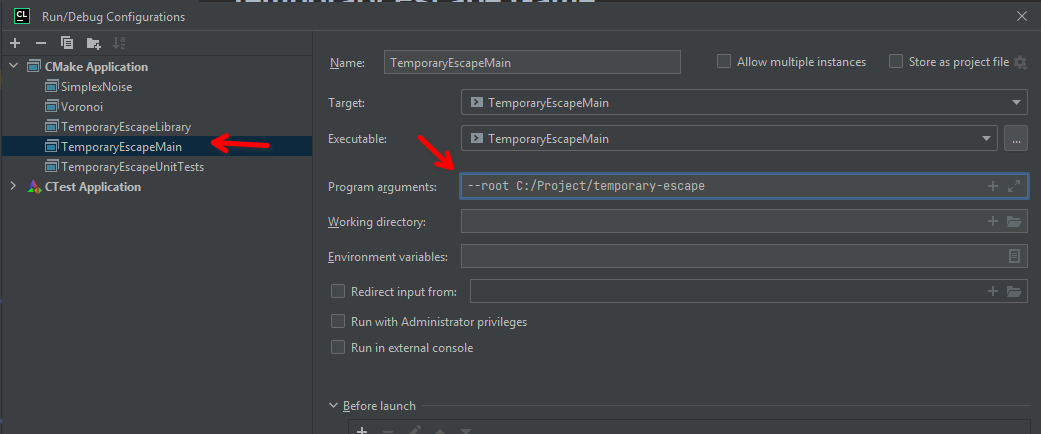 CL Run/Debug Configurations
CMake Application
SimplexNoise
Voronoi
TemporaryEscapeLibrary
TemporaryEscapeMain
TemporaryEscapeUnitTests
CTest Application
Name: TemporaryEscapeMain Allow multiple instances Store as project file
Target: TemporaryEscapeMain
Executable: TemporaryEscapeMain ...
Program arguments: --root C:/Project/temporary-escape
Working directory:
Environment variables:
Redirect input from:
Run with Administrator privileges
Run in external console
Before launch